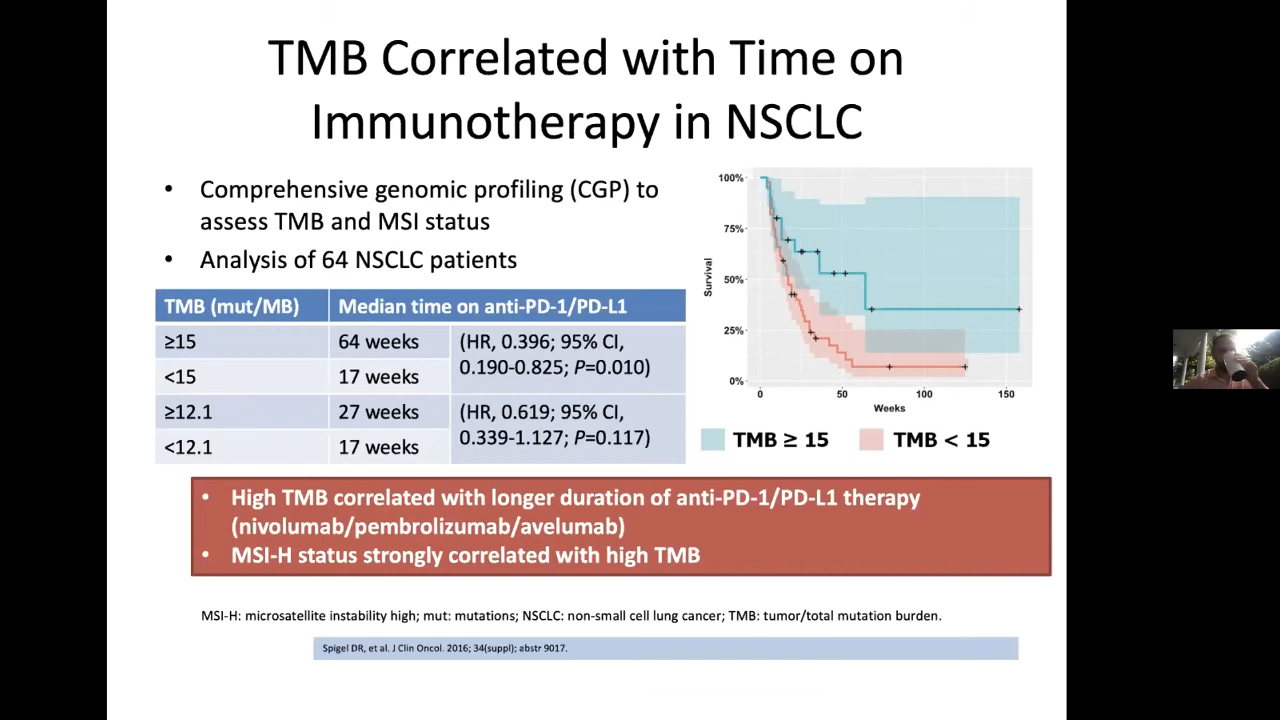 TMB Correlated with Time on
Immunotherapy in NSCLC
• Comprehensive genomic profiling (CGP) to
assess TMB and MSI status
• Analysis of 64 NSCLC patients
TMB (mut/MB) Median time on anti-PD-1/PD-L1
≥15 64 weeks (HR, 0.396; 95% CI,
0.190-0.825; P=0.010)
<15 17 weeks
≥12.1 27 weeks (HR, 0.619; 95% CI,
0.339-1.127; P=0.117)
<12.1 17 weeks
100%
75%
50%
25%
0%
Survival
0 50 100 150
Weeks
TMB ≥ 15 TMB < 15
• High TMB correlated with longer duration of anti-PD-1/PD-L1 therapy
(nivolumab/pembrolizumab/avelumab)
• MSI-H status strongly correlated with high TMB
MSI-H: microsatellite instability high; mut: mutations; NSCLC: non-small cell lung cancer; TMB: tumor/total mutation burden.
Spigel DR, et al. J Clin Oncol. 2016; 34(suppl); abstr 9017.